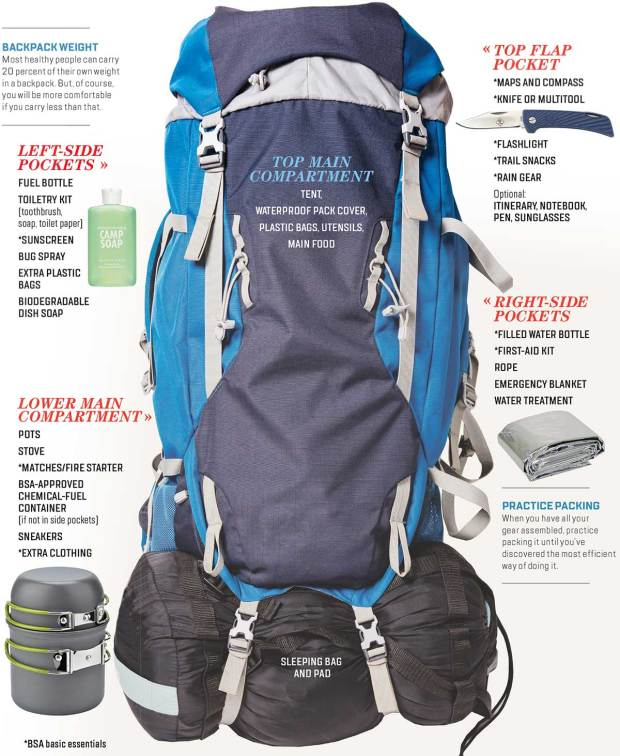 BACKPACK WEIGHT
Most healthy people can carry
20 percent of their own weight
in a backpack. But, of course,
you will be more comfortable
if you carry less than that.
LEFT-SIDE
POCKETS »
FUEL BOTTLE
TOILETRY KIT
[toothbrush,
soap, toilet paper]
*SUNSCREEN
BUG SPRAY
EXTRA PLASTIC
BAGS
BIODEGRADABLE
DISH SOAP
CAMP
SOAP
LOWER MAIN
COMPARTMENT »
POTS
STOVE
*MATCHES/FIRE STARTER
BSA-APPROVED
CHEMICAL-FUEL
CONTAINER
[if not in side pockets]
SNEAKERS
*EXTRA CLOTHING
TOP MAIN
COMPARTMENT
TENT,
WATERPROOF PACK COVER,
PLASTIC BAGS, UTENSILS,
MAIN FOOD
« TOP FLAP
POCKET
*MAPS AND COMPASS
*KNIFE OR MULTITOOL
*FLASHLIGHT
*TRAIL SNACKS
*RAIN GEAR
Optional:
ITINERARY, NOTEBOOK,
PEN, SUNGLASSES
« RIGHT-SIDE
POCKETS
*FILLED WATER BOTTLE
*FIRST-AID KIT
ROPE
EMERGENCY BLANKET
WATER TREATMENT
PRACTICE PACKING
When you have all your
gear assembled, practice
packing it until you've
discovered the most efficient
way of doing it.
SLEEPING BAG
AND PAD
*BSA basic essentials